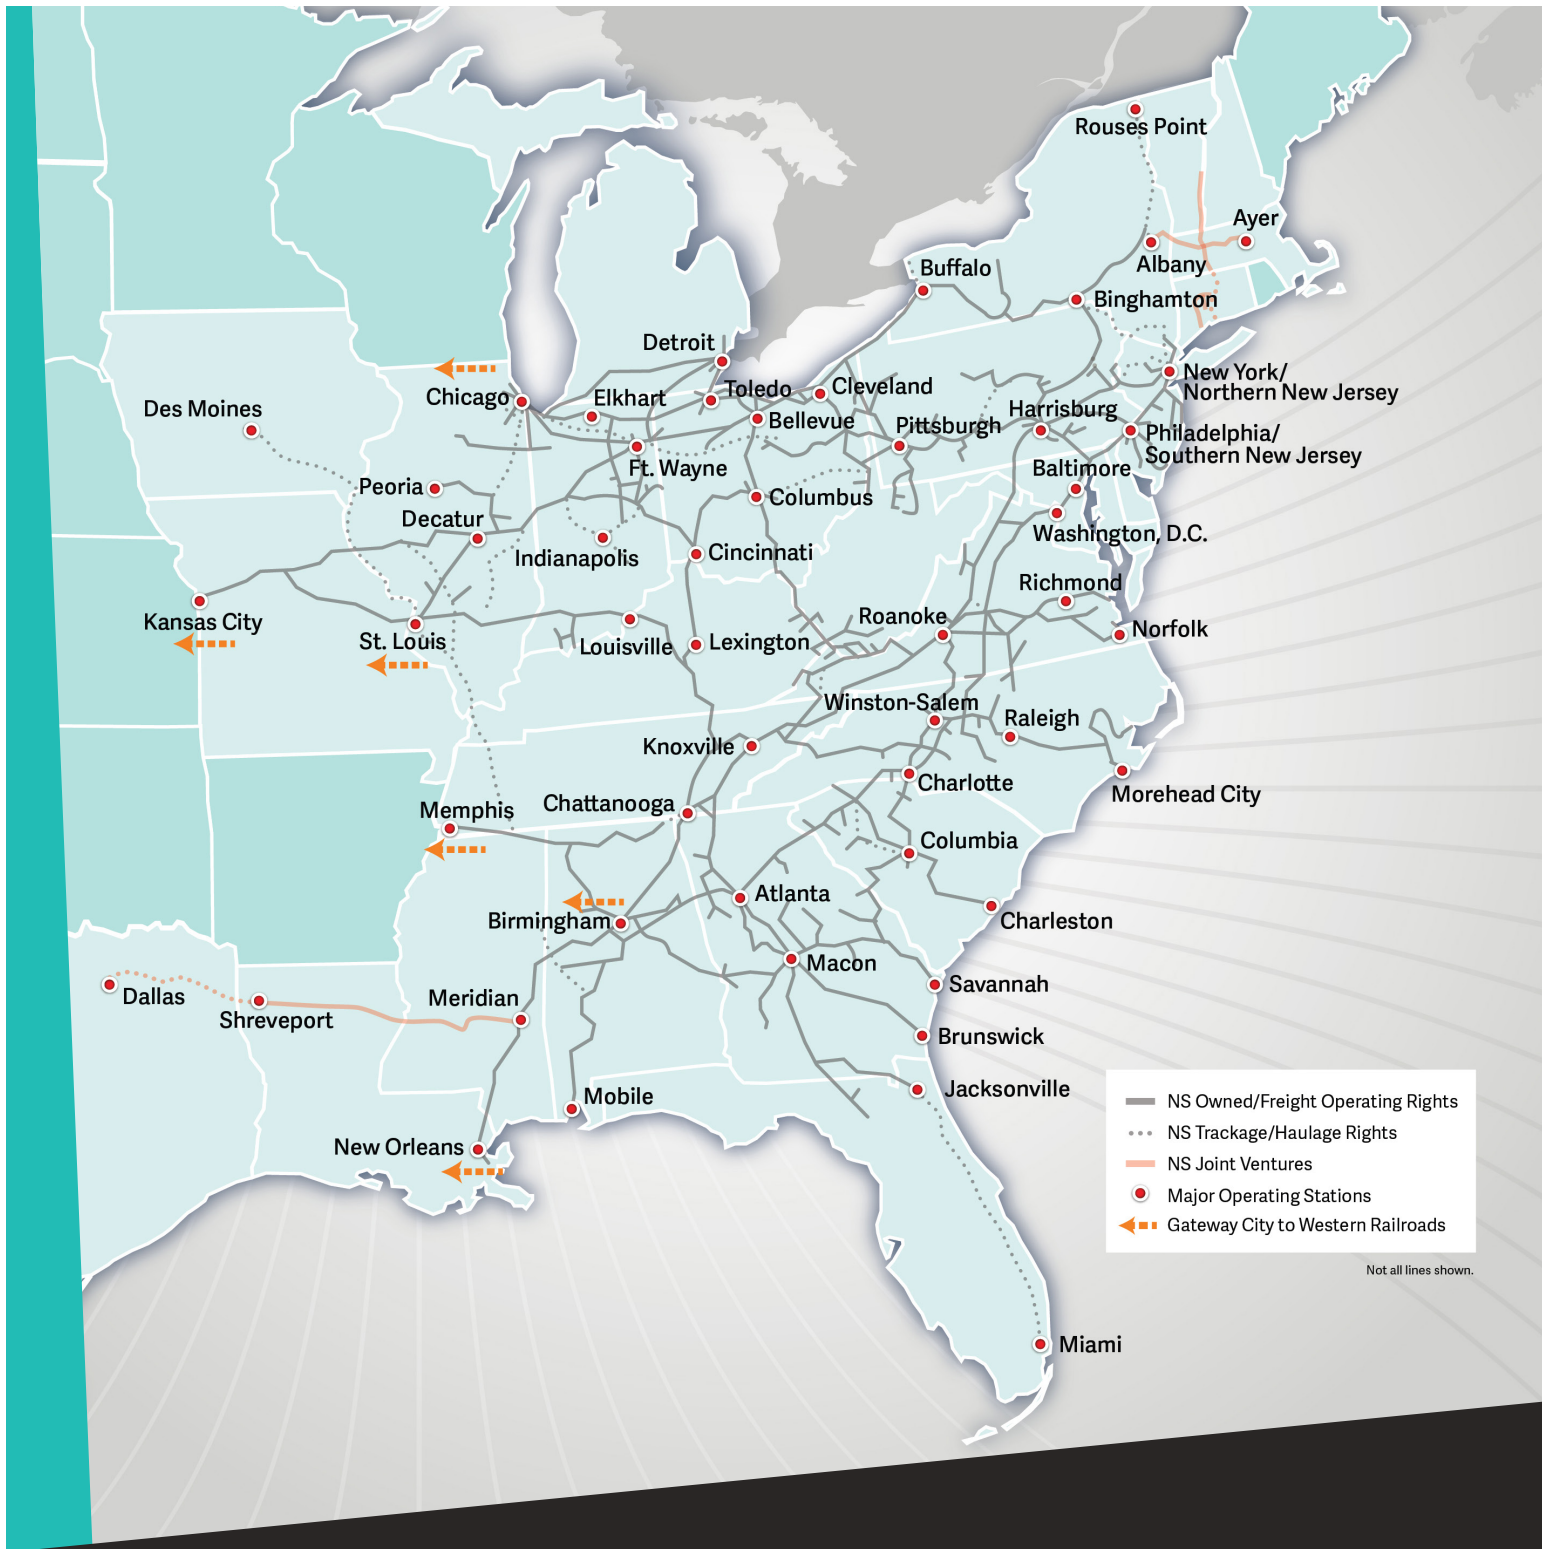 Rouses Point
Ayer
Albany
Buffalo
Binghamton
Detroit
New York/
Northern New Jersey
Chicago
Elkhart
Toledo
Cleveland
Des Moines
Bellevue
Pittsburgh
Harrisburg
Philadelphia/
Southern New Jersey
Ft. Wayne
Baltimore
Peoria
Columbus
Decatur
Washington, D.C.
Indianapolis
Cincinnati
Richmond
Kansas City
St. Louis
Louisville
Lexington
Roanoke
Norfolk
Winston-Salem
Raleigh
Knoxville
Charlotte
Morehead City
Memphis
Chattanooga
Columbia
Atlanta
Birmingham
Charleston
Macon
Savannah
Dallas
Shreveport
Meridian
Brunswick
Jacksonville
Mobile
New Orleans
NS Owned/Freight Operating Rights
NS Trackage/Haulage Rights
NS Joint Ventures
Major Operating Stations
Gateway City to Western Railroads
Not all lines shown.
Miami